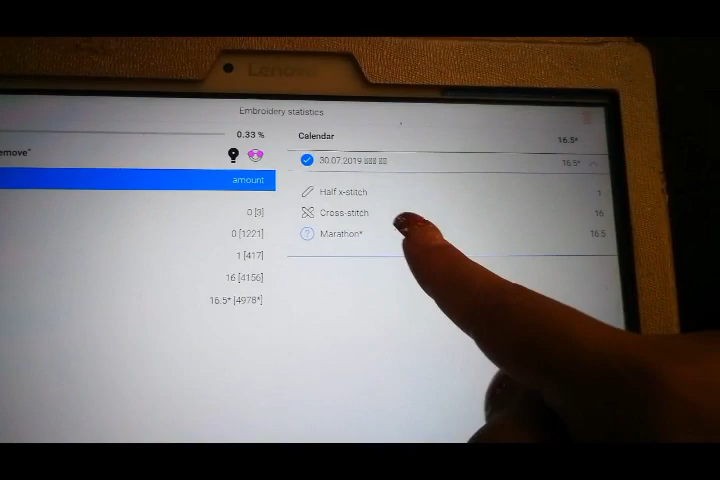 Lenovo
Embroidery statistics
0.33 %
emove"
amount
0 [3]
0 [1221]
1 [417]
16 [4156]
16.5* [4978*]
Calendar 16.5*
30.07.2019 16.5*
Half x-stitch 1
Cross-stitch 16
Marathon* 16.5